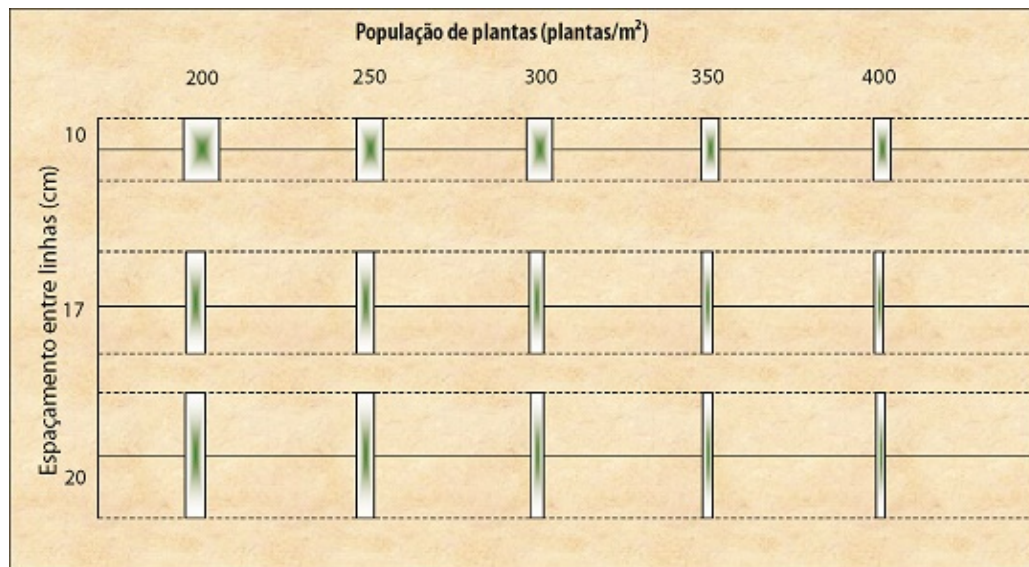 População de plantas (plantas/m²)
200 250 300 350 400
Espaçamento entre linhas (cm)
10
17
20